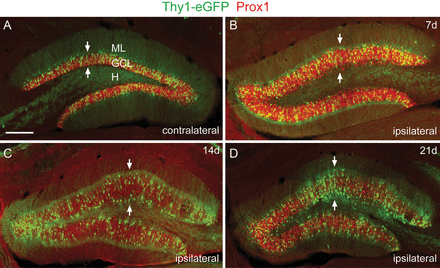 Thy1-eGFP Prox1
A
ML
GCL
H
contralateral
B
7d
ipsilateral
C
14d
ipsilateral
D
21d
ipsilateral